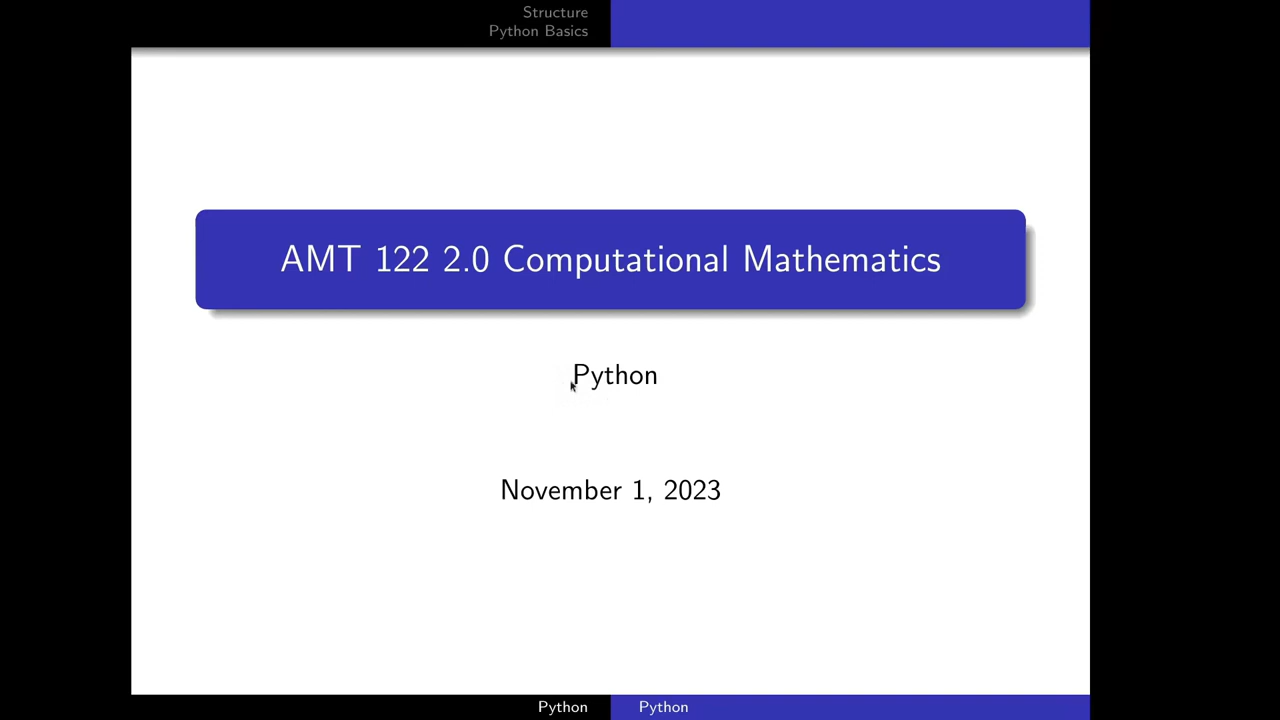 Structure
Python Basics
AMT 122 2.0 Computational Mathematics
Python
November 1, 2023
Python Python